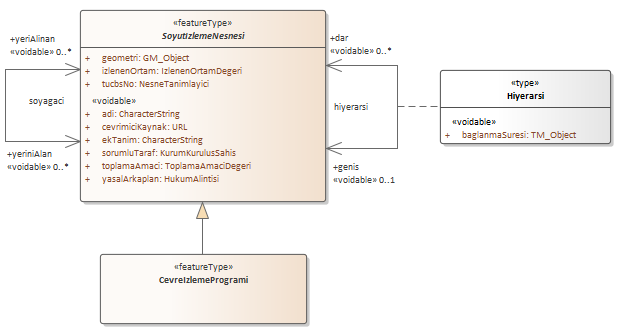 «featureType»
SoyutIzlemeNesnesi
+ geometri: GM_Object
+ izlenenOrtam: IzlenenOrtamDegeri
+ tucbsNo: NesneTanimlayici
«voidable»
+ adi: CharacterString
+ cevrimiciKaynak: URL
+ ekTanim: CharacterString
+ sorumluTaraf: KurumKurulusSahis
+ toplamaAmaci: ToplamaAmaciDegeri
+ yasalArkaplan: HukumAlintisi
+yeriAlinan
«voidable» 0..*
soyagaci
+yeriniAlan
«voidable» 0..*
+dar
«voidable» 0..*
hiyerarsi
+genis
«voidable» 0..1
«type»
Hiyerarsi
«voidable»
+ baglanmaSuresi: TM_Object
«featureType»
CevreIzlemeProgrami